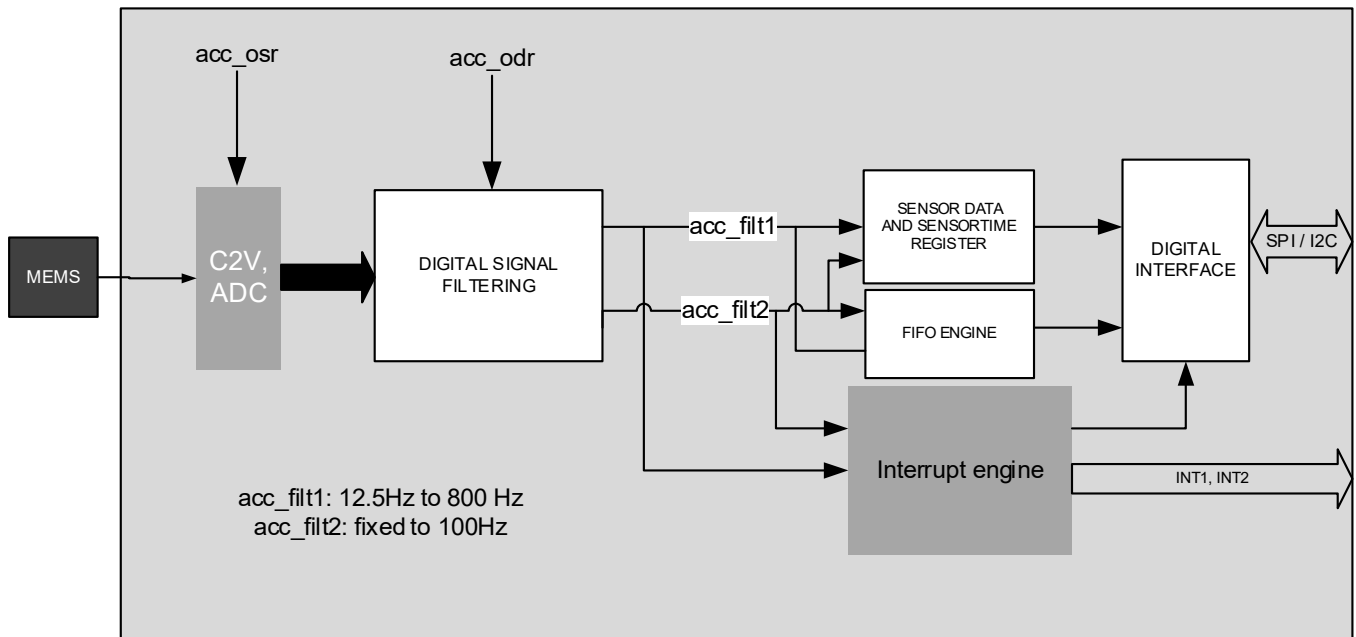 acc_osr
acc_odr
MEMS
C2V,
ADC
DIGITAL SIGNAL
FILTERING
acc_filt1
acc_filt2
SENSOR DATA
AND SENSORTIME
REGISTER
FIFO ENGINE
DIGITAL
INTERFACE
SPI / I2C
Interrupt engine
INT1, INT2
acc_filt1: 12.5Hz to 800 Hz
acc_filt2: fixed to 100Hz